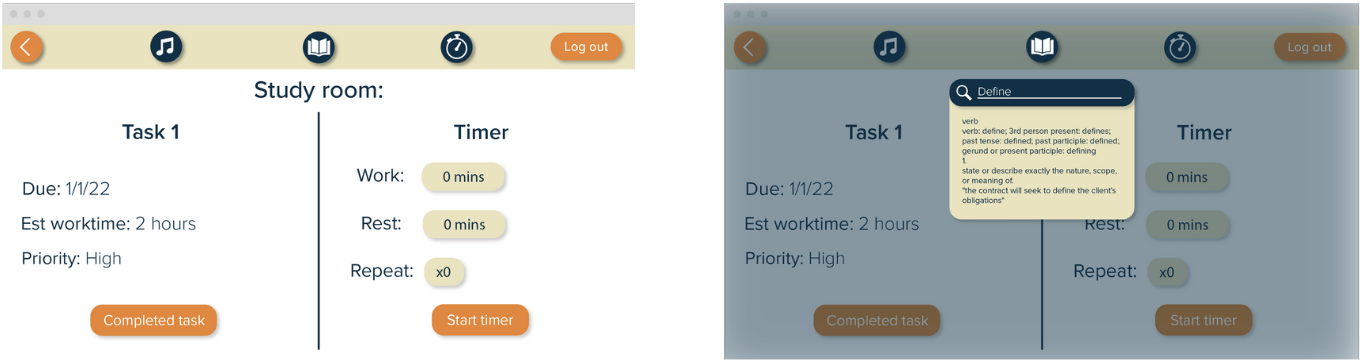 Log out
Study room:
Task 1
Due: 1/1/22
Est worktime: 2 hours
Priority: High
Completed task
Timer
Work: 0 mins
Rest: 0 mins
Repeat: x0
Start timer
Log out
Define
verb
verb: define; 3rd person present: defines;
past tense: defined; past participle: defined;
gerund or present participle: defining
1.
state or describe exactly the nature, scope,
or meaning of.
"the contract will seek to define the client's
obligations"
Task 1
Due: 1/1/22
Est worktime: 2 hours
Priority: High
Completed task
Timer
0 mins
Rest: 0 mins
Repeat: x0
Start timer